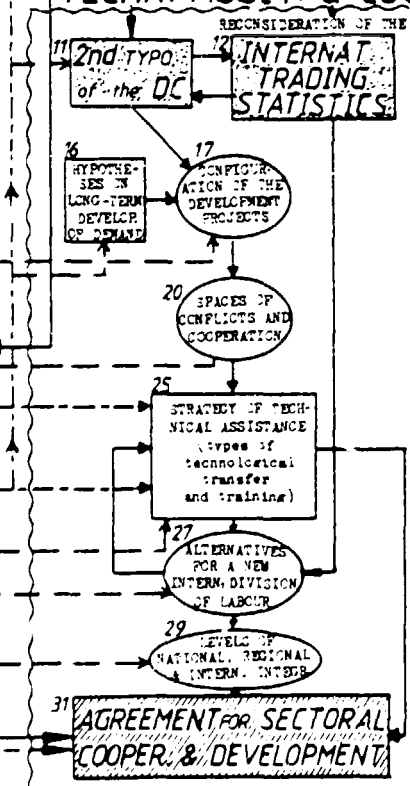 RECONSIDERATION OF THE
11
2nd TYPO.
of the DC
12
INTERNAT
TRADING
STATISTICS
16
HYPOTHE-
SES ON
LONG-TERM
DEVELOP.
OF DEMAND
17
CONFIGUR-
ATION OF THE
DEVELOPMENT
PROJECTS
20
SPACES OF
CONFLICTS AND
COOPERATION
25
STRATEGY OF TECH-
NICAL ASSISTANCE
(types of
technological
transfer
and training)
27
ALTERNATIVES
FOR A NEW
INTERN. DIVISION
OF LABOUR
29
LEVELS OF
NATIONAL, REGIONAL
& INTERN. INTEGR.
31
AGREEMENT FOR SECTORAL
COOPER. & DEVELOPMENT